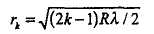 r_k = √((2k−1)Rλ/2)